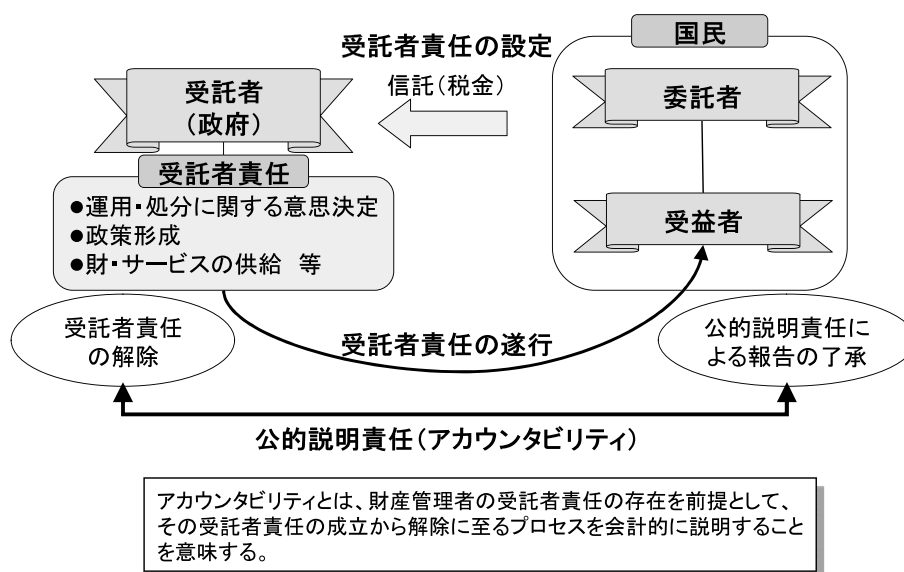 受託者責任の設定
信託（税金）
国民
受託者
（政府）
委託者
受託者責任
●運用・処分に関する意思決定
●政策形成
●財・サービスの供給　等
受益者
受託者責任
の解除
受託者責任の遂行
公的説明責任に
よる報告の了承
公的説明責任（アカウンタビリティ）
アカウンタビリティとは、財産管理者の受託者責任の存在を前提として、
その受託者責任の成立から解除に至るプロセスを会計的に説明すること
を意味する。